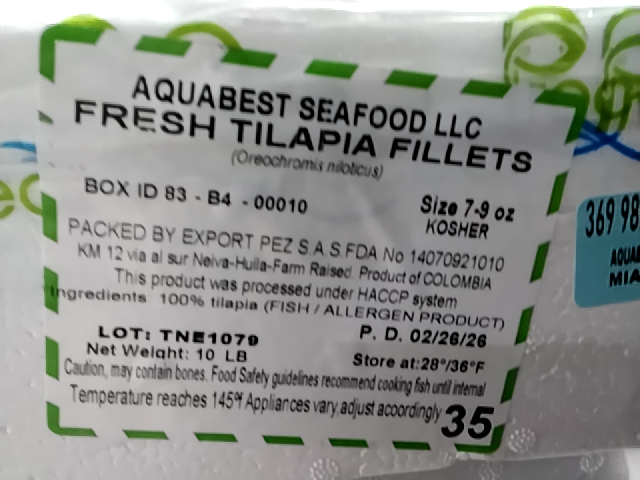 AQUABEST SEAFOOD LLC
FRESH TILAPIA FILLETS
(Oreochromis niloticus)
BOX ID 83 - B4 - 00010
Size 7-9 oz
KOSHER
PACKED BY EXPORT PEZ S.A.S.FDA No 14070921010
KM 12 via al sur Neiva-Huila-Farm Raised. Product of COLOMBIA
This product was processed under HACCP system
Ingredients 100% tilapia (FISH / ALLERGEN PRODUCT)
LOT: TNE1079
P. D. 02/26/26
Net Weight: 10 LB
Store at:28°/36°F
Caution, may contain bones. Food Safety guidelines recommend cooking fish until internal
Temperature reaches 145°f Appliances vary,adjust acoordingly
35
369 98
AQUAB
MIA